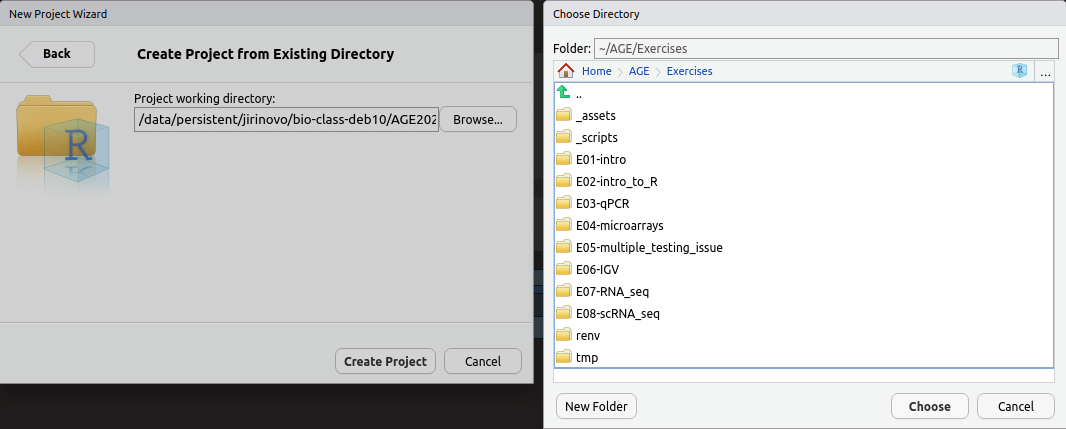 New Project Wizard
Back
Create Project from Existing Directory
Project working directory:
/data/persistent/jirinovo/bio-class-deb10/AGE202
Browse...
R
Create Project
Cancel
Choose Directory
Folder: ~/AGE/Exercises
Home AGE Exercises R ...
..
_assets
_scripts
E01-intro
E02-intro_to_R
E03-qPCR
E04-microarrays
E05-multiple_testing_issue
E06-IGV
E07-RNA_seq
E08-scRNA_seq
renv
tmp
New Folder
Choose
Cancel